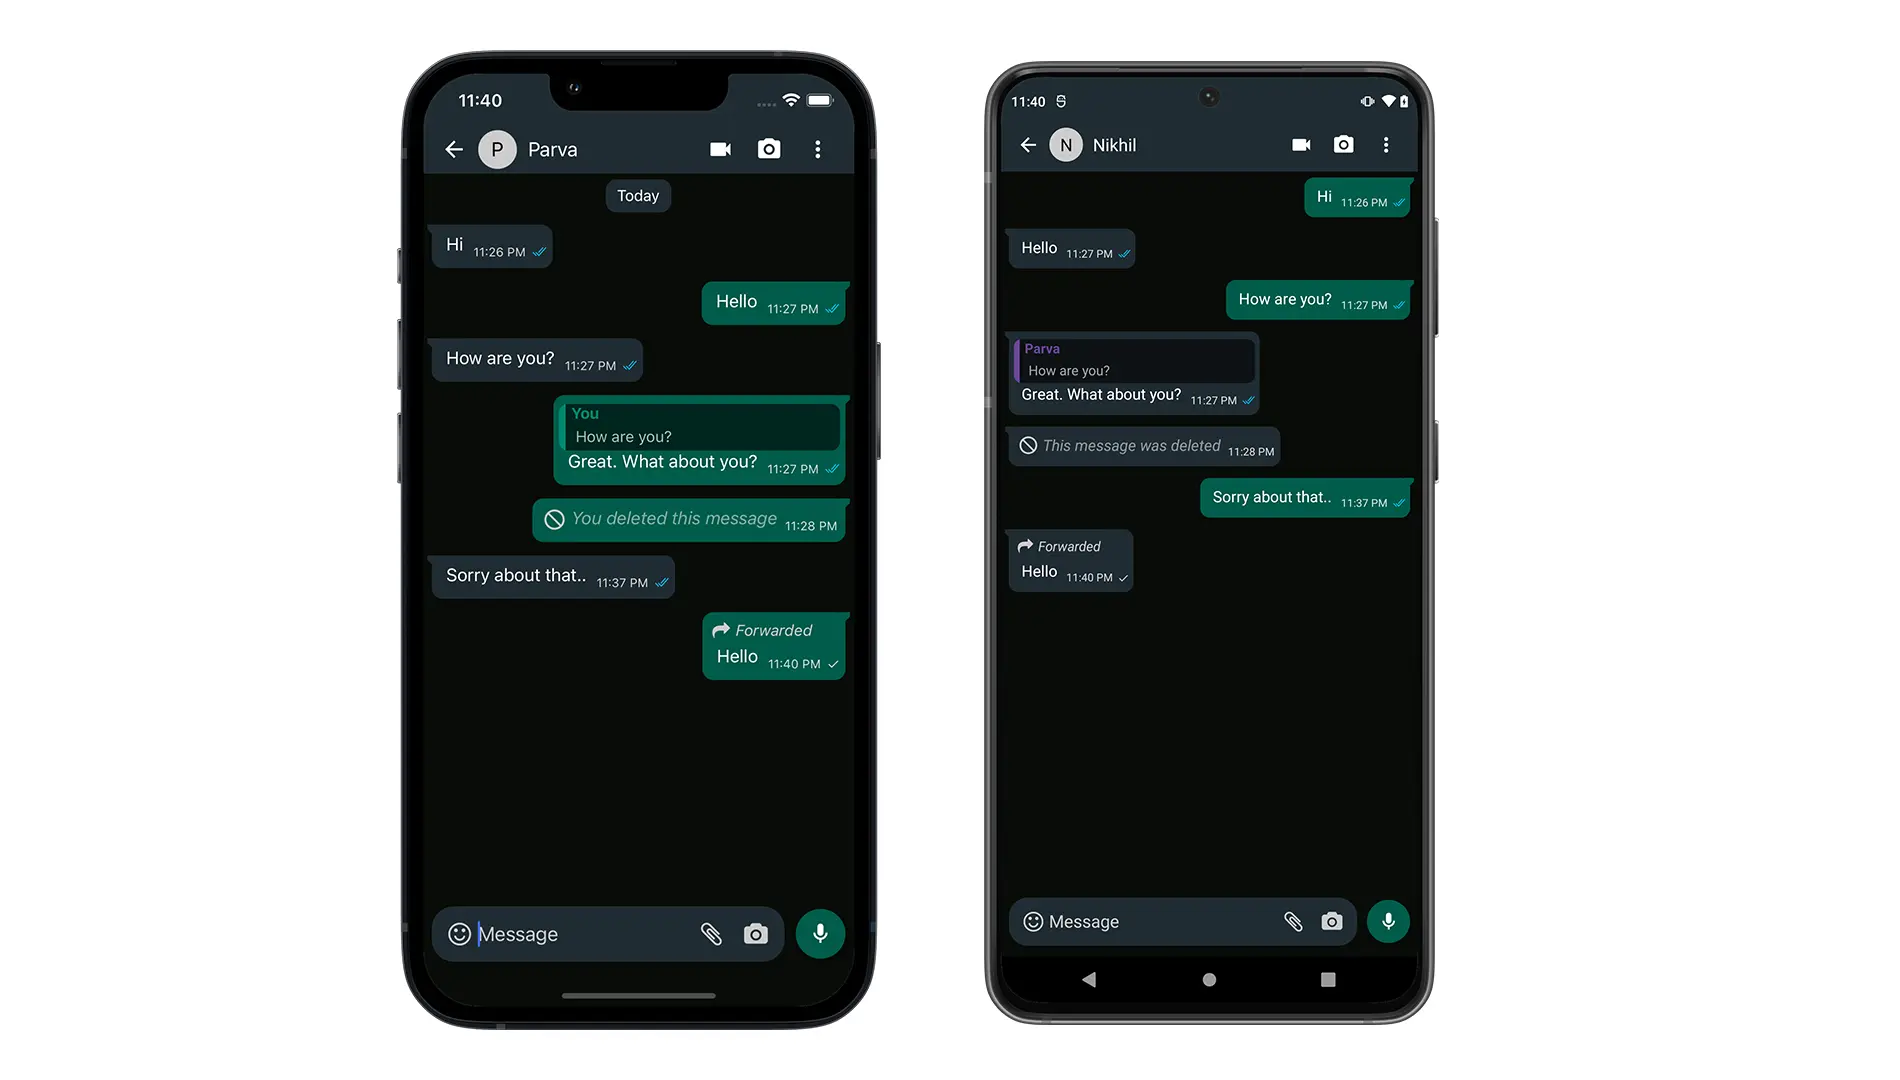 11:40
P Parva
Today
Hi 11:26 PM
Hello 11:27 PM
How are you? 11:27 PM
You
How are you?
Great. What about you? 11:27 PM
You deleted this message 11:28 PM
Sorry about that.. 11:37 PM
Forwarded
Hello 11:40 PM
Message
11:40
N Nikhil
Hi 11:26 PM
Hello 11:27 PM
How are you? 11:27 PM
Parva
How are you?
Great. What about you? 11:27 PM
This message was deleted 11:28 PM
Sorry about that.. 11:37 PM
Forwarded
Hello 11:40 PM
Message